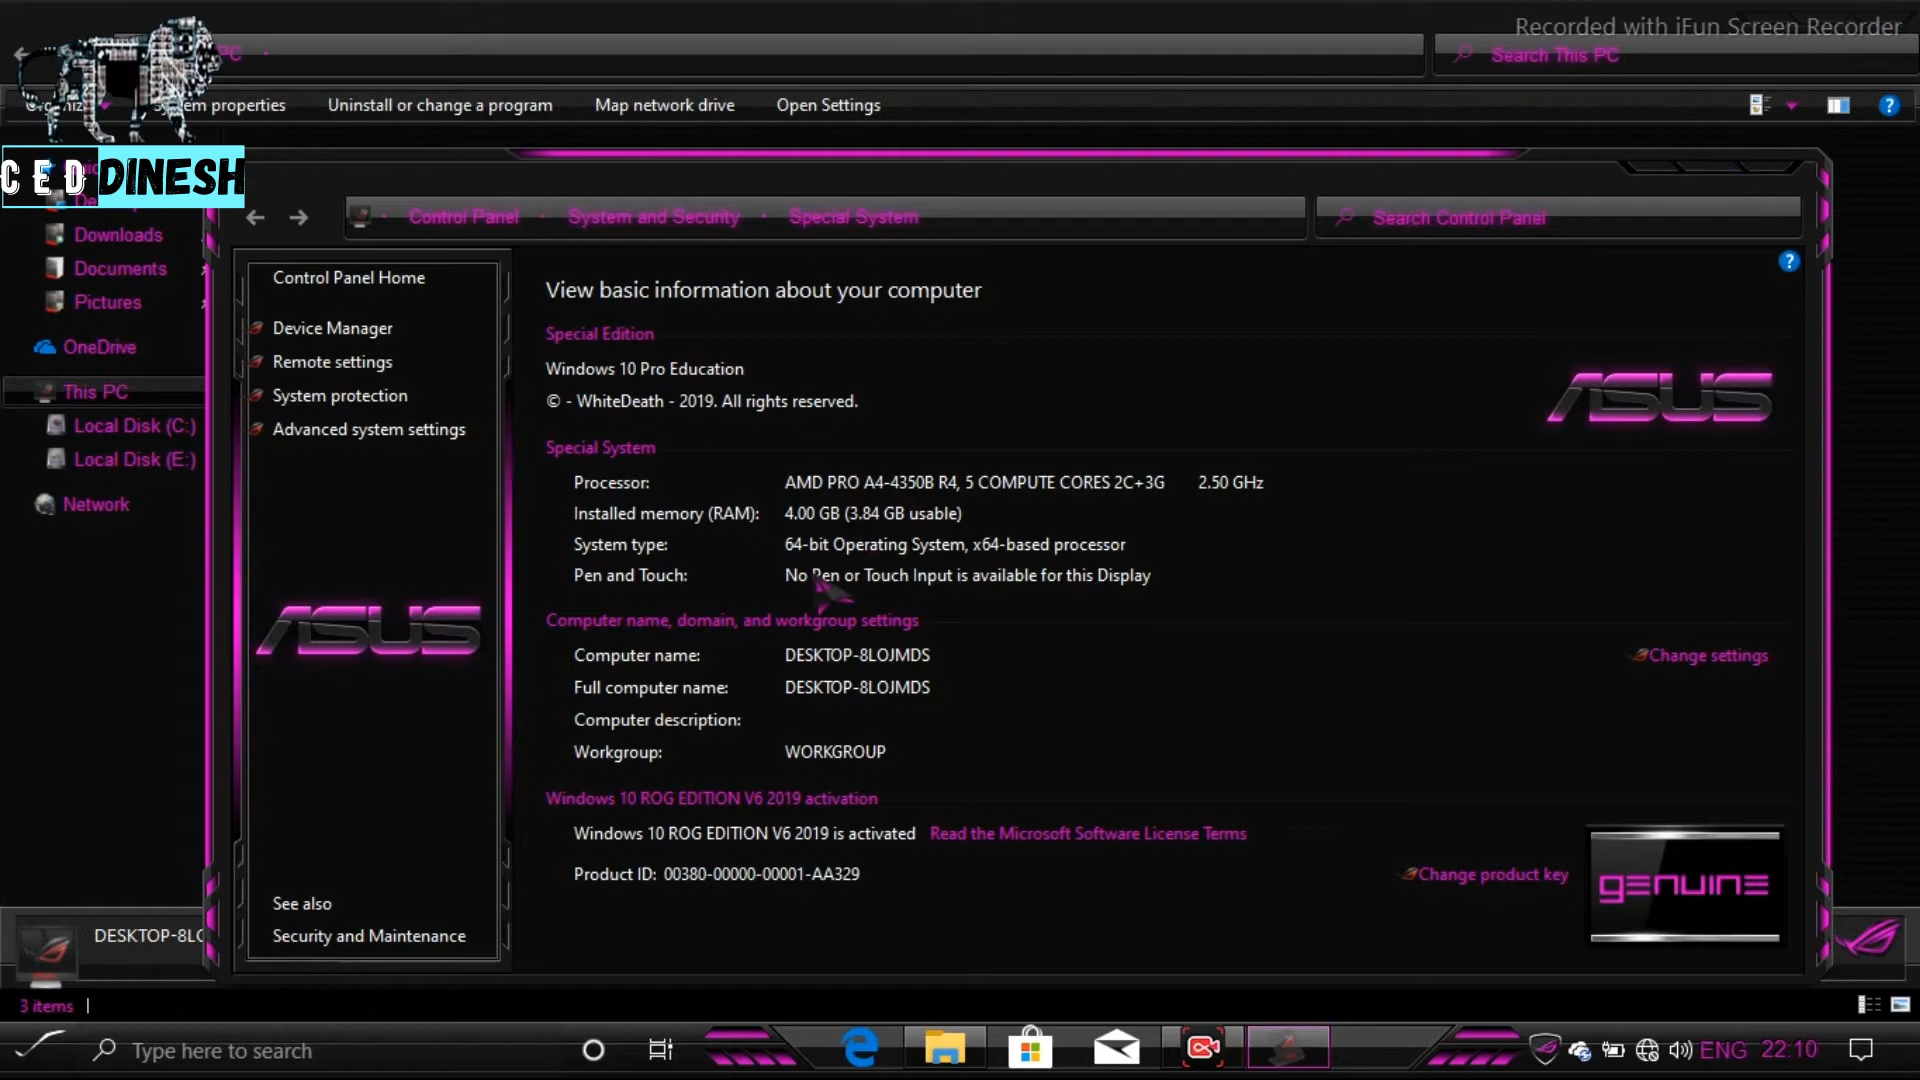 Recorded with iFun Screen Recorder
PC
Search This PC
properties
Uninstall or change a program
Map network drive
Open Settings
CED DINESH
Downloads
Documents
Pictures
OneDrive
This PC
Local Disk (C:)
Local Disk (E:)
Network
Control Panel
System and Security
Special System
Search Control Panel
Control Panel Home
Device Manager
Remote settings
System protection
Advanced system settings
ASUS
See also
Security and Maintenance
View basic information about your computer
Special Edition
Windows 10 Pro Education
© - WhiteDeath - 2019. All rights reserved.
ASUS
Special System
Processor: AMD PRO A4-4350B R4, 5 COMPUTE CORES 2C+3G 2.50 GHz
Installed memory (RAM): 4.00 GB (3.84 GB usable)
System type: 64-bit Operating System, x64-based processor
Pen and Touch: No Pen or Touch Input is available for this Display
Computer name, domain, and workgroup settings
Computer name: DESKTOP-8LOJMDS
Change settings
Full computer name: DESKTOP-8LOJMDS
Computer description:
Workgroup: WORKGROUP
Windows 10 ROG EDITION V6 2019 activation
Windows 10 ROG EDITION V6 2019 is activated Read the Microsoft Software License Terms
Product ID: 00380-00000-00001-AA329
Change product key
GENUINE
DESKTOP-8LO
3 items
Type here to search
ENG 22:10